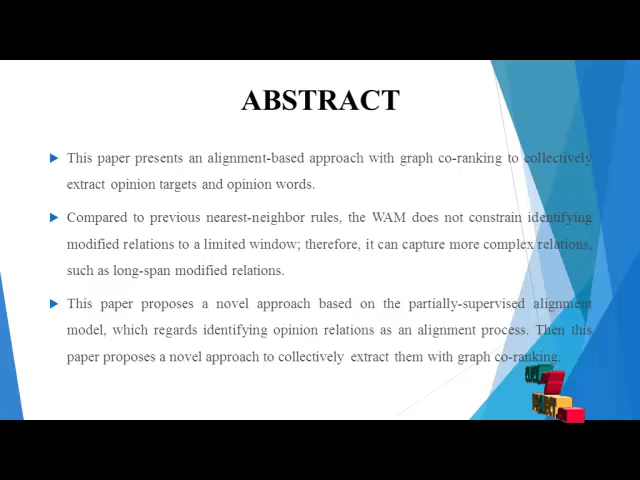 ABSTRACT
This paper presents an alignment-based approach with graph co-ranking to collectively
extract opinion targets and opinion words.
Compared to previous nearest-neighbor rules, the WAM does not constrain identifying
modified relations to a limited window; therefore, it can capture more complex relations,
such as long-span modified relations.
This paper proposes a novel approach based on the partially-supervised alignment
model, which regards identifying opinion relations as an alignment process. Then this
paper proposes a novel approach to collectively extract them with graph co-ranking.